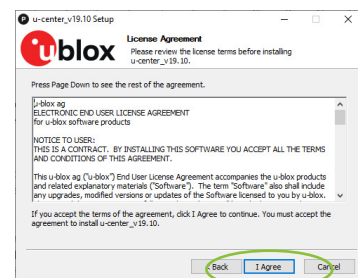 u-center_v19.10 Setup
ublox
License Agreement
Please review the license terms before installing
u-center_v19.10.
Press Page Down to see the rest of the agreement.
u-blox ag
ELECTRONIC END USER LICENSE AGREEMENT
for u-blox software products
NOTICE TO USER:
THIS IS A CONTRACT. BY INSTALLING THIS SOFTWARE YOU ACCEPT ALL THE TERMS
AND CONDITIONS OF THIS AGREEMENT.
This u-blox ag ("u-blox") End User License Agreement accompanies the u-blox products
and related explanatory materials ("Software"). The term "Software" also shall include
any upgrades, modified versions or updates of the Software licensed to you by u-blox.
If you accept the terms of the agreement, click I Agree to continue. You must accept the
agreement to install u-center_v19.10.
< Back I Agree Cancel